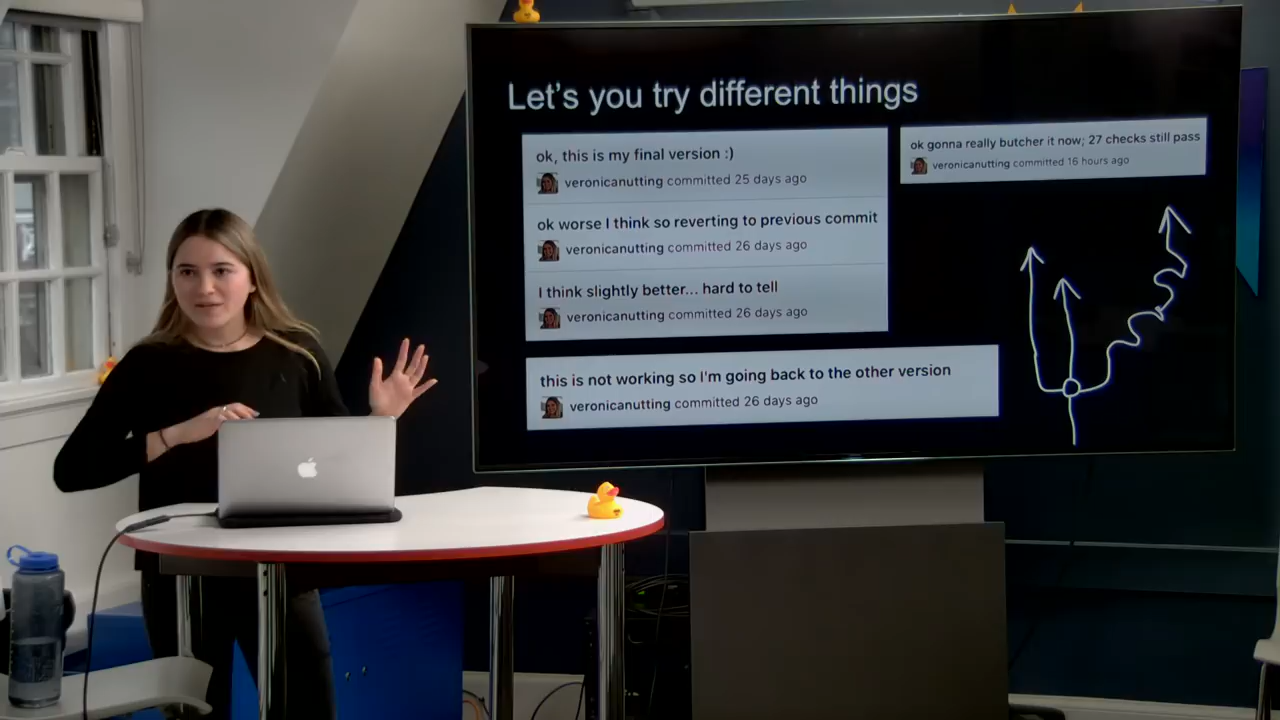 Let's you try different things
ok, this is my final version :)
veronicanutting committed 25 days ago
ok worse I think so reverting to previous commit
veronicanutting committed 26 days ago
I think slightly better... hard to tell
veronicanutting committed 26 days ago
this is not working so I'm going back to the other version
veronicanutting committed 26 days ago
ok gonna really butcher it now; 27 checks still pass
veronicanutting committed 16 hours ago